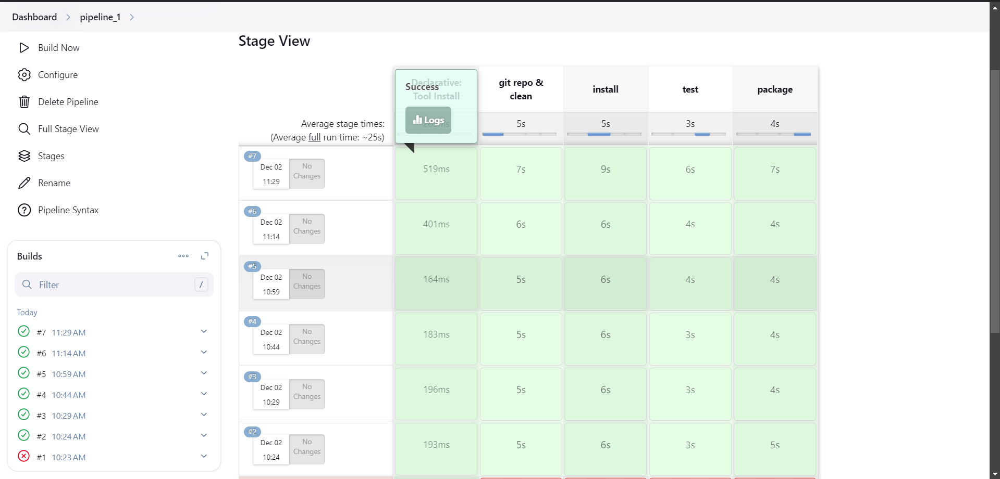 Dashboard
pipeline_1
Build Now
Configure
Delete Pipeline
Full Stage View
Stages
Rename
Pipeline Syntax
Builds
Filter
/
Today
#7 11:29 AM
#6 11:14 AM
#5 10:59 AM
#4 10:44 AM
#3 10:29 AM
#2 10:24 AM
#1 10:23 AM
Stage View
Declarative:
Tool Install
Success
Logs
git repo &
clean
install
test
package
Average stage times:
(Average full run time: ~25s)
5s
5s
3s
4s
#7
Dec 02
11:29
No
Changes
519ms
7s
9s
6s
7s
#6
Dec 02
11:14
No
Changes
401ms
6s
6s
4s
4s
#5
Dec 02
10:59
No
Changes
164ms
5s
6s
4s
4s
#4
Dec 02
10:44
No
Changes
183ms
5s
6s
3s
4s
#3
Dec 02
10:29
No
Changes
196ms
5s
6s
3s
4s
#2
Dec 02
10:24
No
Changes
193ms
5s
6s
3s
5s